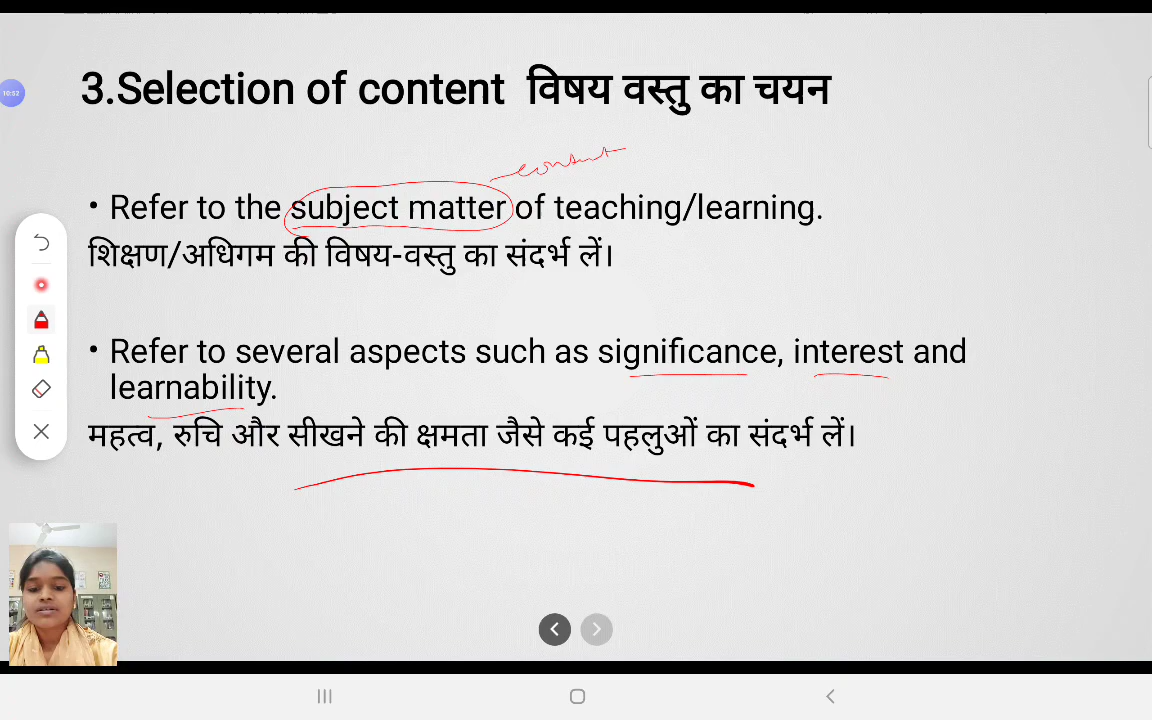 10:52
3.Selection of content विषय वस्तु का चयन
content
• Refer to the subject matter of teaching/learning.
शिक्षण/अधिगम की विषय-वस्तु का संदर्भ लें।
• Refer to several aspects such as significance, interest and
learnability.
महत्व, रुचि और सीखने की क्षमता जैसे कई पहलुओं का संदर्भ लें।